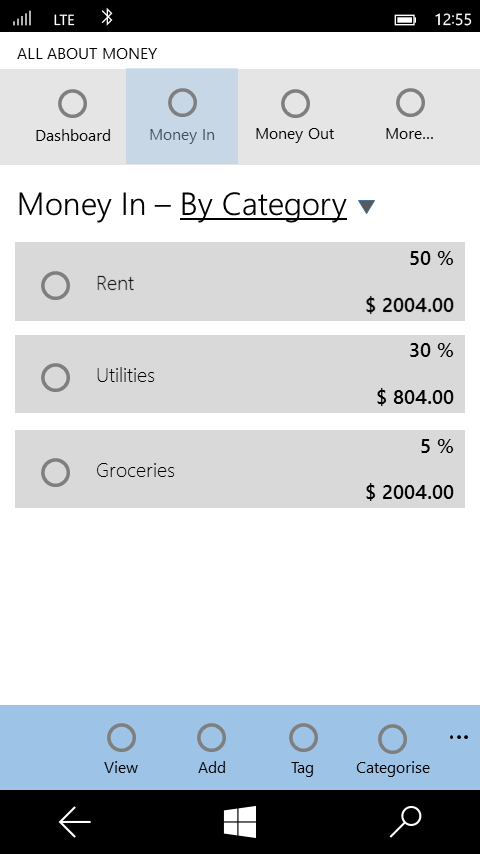 LTE 12:55
ALL ABOUT MONEY
Dashboard Money In Money Out More...
Money In – By Category
50 %
Rent
$ 2004.00
30 %
Utilities
$ 804.00
5 %
Groceries
$ 2004.00
View Add Tag Categorise